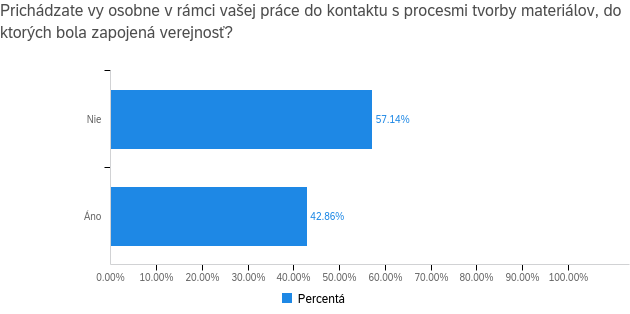 Prichádzate vy osobne v rámci vašej práce do kontaktu s procesmi tvorby materiálov, do
ktorých bola zapojená verejnosť?
Nie
57.14%
Áno
42.86%
0.00% 10.00% 20.00% 30.00% 40.00% 50.00% 60.00% 70.00% 80.00% 90.00% 100.00%
Percentá